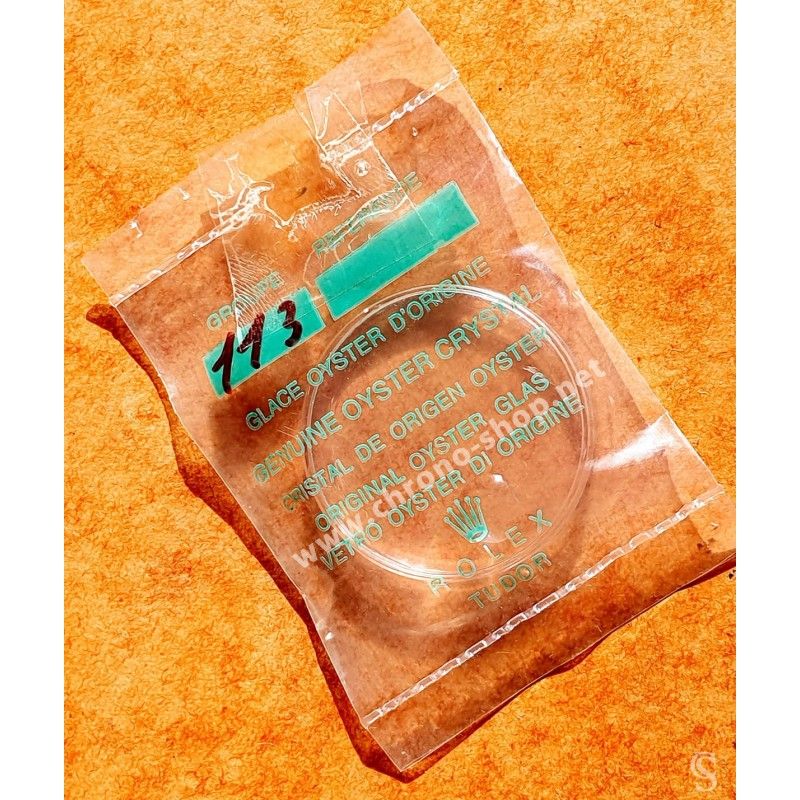 GROUPE RÉFÉRENCE
113
GLACE OYSTER D'ORIGINE
GENUINE OYSTER CRYSTAL
CRISTAL DE ORIGEN OYSTER
ORIGINAL OYSTER GLAS
VETRO OYSTER DI ORIGINE
ROLEX
TUDOR
www.chrono-shop.net